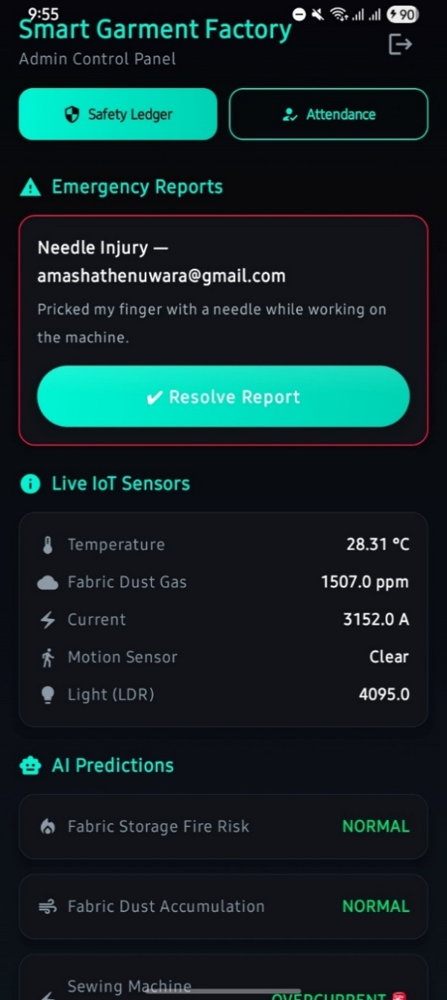 9:55
90
Smart Garment Factory
Admin Control Panel
Safety Ledger
Attendance
Emergency Reports
Needle Injury —
amashathenuwara@gmail.com
Pricked my finger with a needle while working on
the machine.
✔ Resolve Report
Live IoT Sensors
Temperature 28.31 °C
Fabric Dust Gas 1507.0 ppm
Current 3152.0 A
Motion Sensor Clear
Light (LDR) 4095.0
AI Predictions
Fabric Storage Fire Risk NORMAL
Fabric Dust Accumulation NORMAL
Sewing Machine
OVERCURRENT